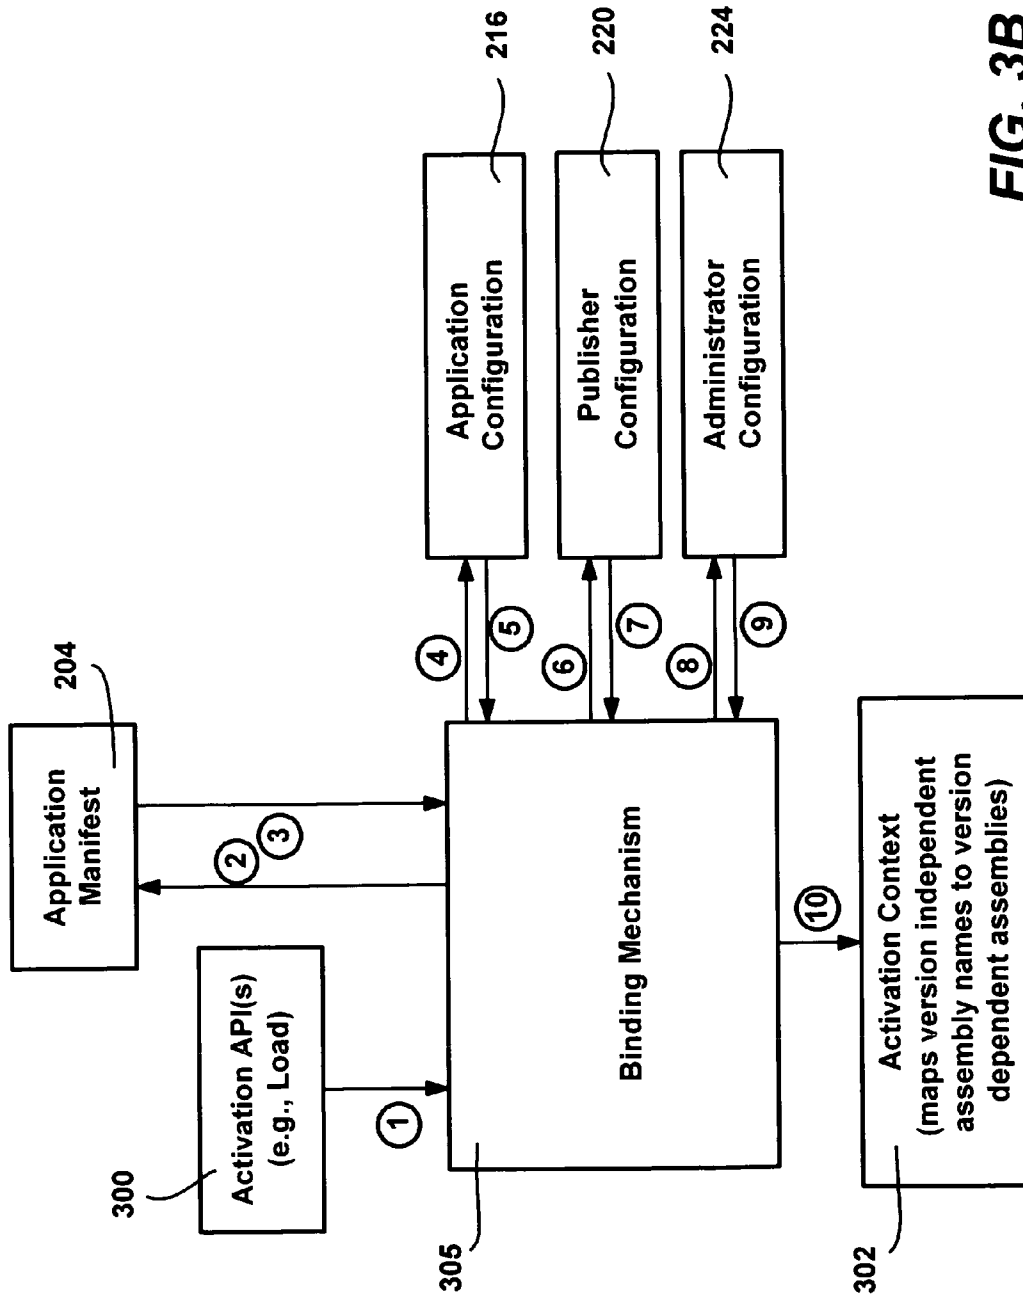 204
Application
Manifest
300
Activation API(s)
(e.g., Load)
1
2
3
305
Binding Mechanism
4
5
6
7
8
9
10
Application
Configuration
216
Publisher
Configuration
220
Administrator
Configuration
224
302
Activation Context
(maps version independent
assembly names to version
dependent assemblies)
FIG. 3B